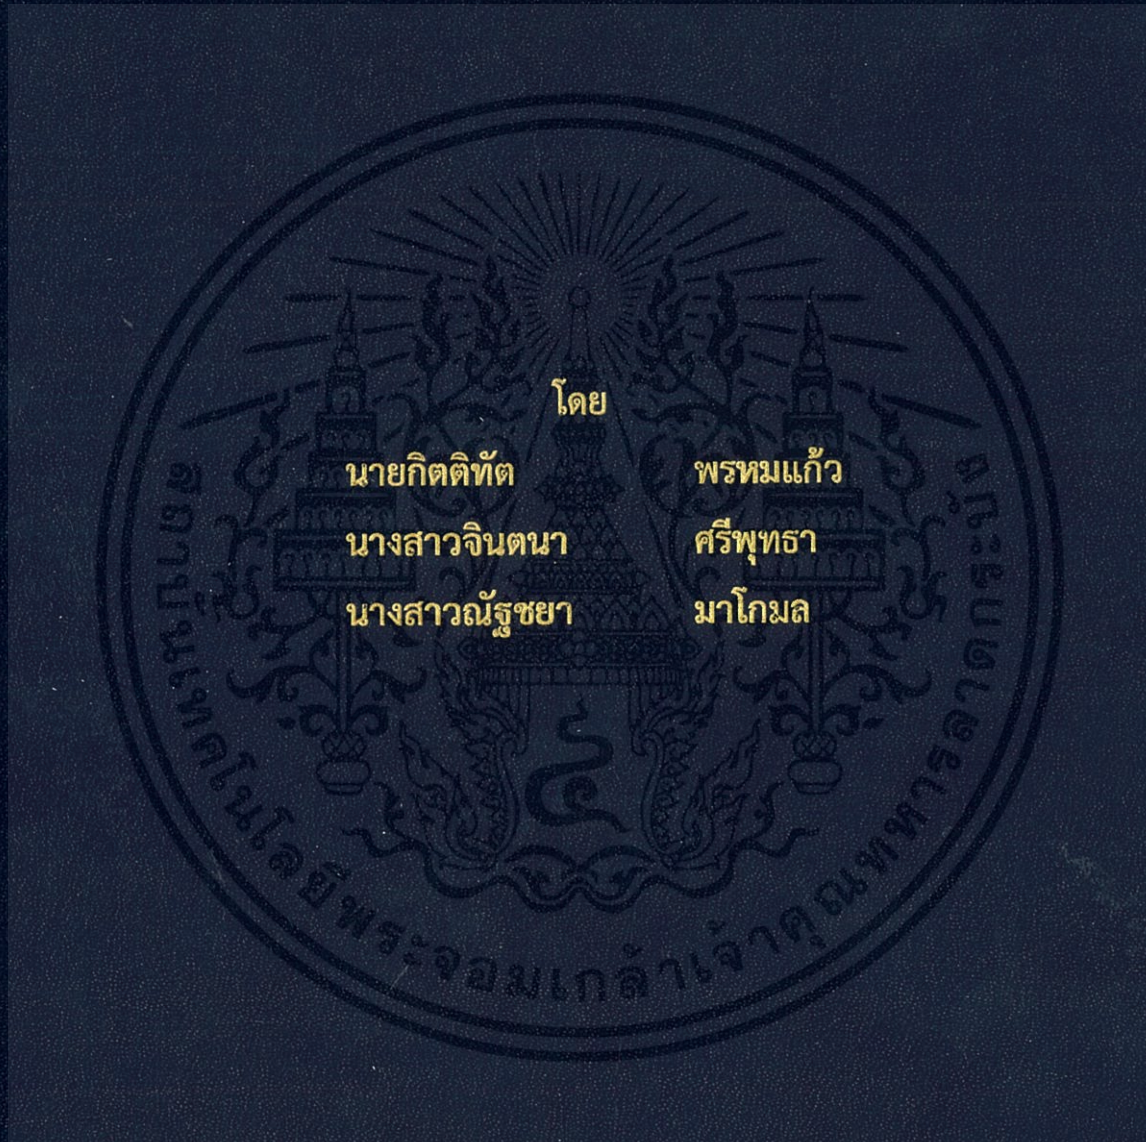 โดย
นายกิตติทัต พรหมแก้ว
นางสาวจินตนา ศรีพุทธา
นางสาวณัฐชยา มาโกมล
๔
สถาบันเทคโนโลยีพระจอมเกล้าเจ้าคุณทหารลาดกระบัง